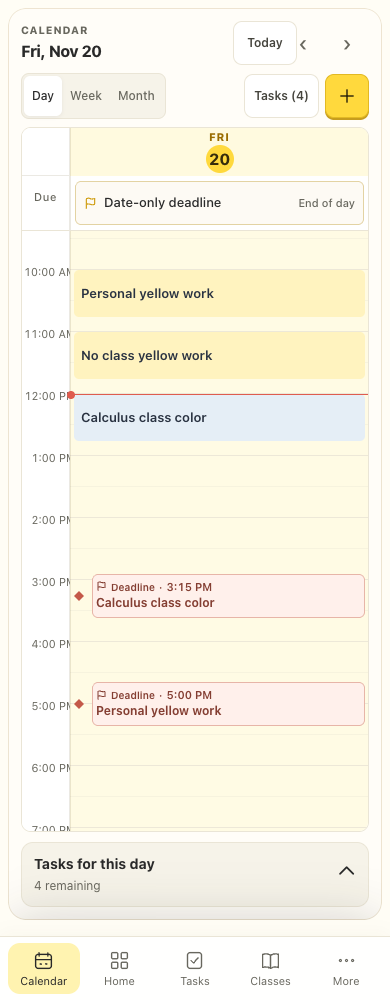 CALENDAR
Fri, Nov 20
Today
Day Week Month
Tasks (4)
FRI
20
Due
Date-only deadline End of day
10:00 AM
Personal yellow work
11:00 AM
No class yellow work
12:00 PM
Calculus class color
1:00 PM
2:00 PM
3:00 PM
Deadline · 3:15 PM
Calculus class color
4:00 PM
Deadline · 5:00 PM
Personal yellow work
5:00 PM
6:00 PM
7:00 PM
Tasks for this day
4 remaining
Calendar Home Tasks Classes More